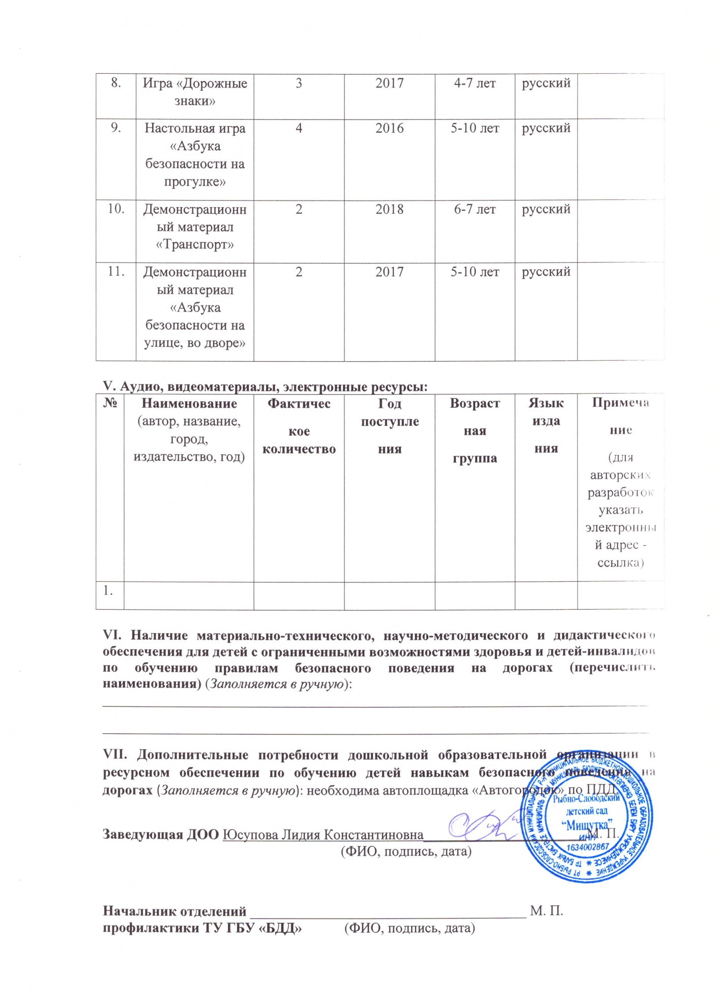 8. Игра «Дорожные 3 2017 4-7 лет русский
знаки»
9. Настольная игра 4 2016 5-10 лет русский
«Азбука
безопасности на
прогулке»
10. Демонстрационн 2 2018 6-7 лет русский
ый материал
«Транспорт»
11. Демонстрационн 2 2017 5-10 лет русский
ый материал
«Азбука
безопасности на
улице, во дворе»
V. Аудио, видеоматериалы, электронные ресурсы:
№
Наименование
(автор, название,
город,
издательство, год)
Фактичес
кое
количество
Год
поступле
ния
Возраст
ная
группа
Язык
изда
ния
Примеча
ние
(для
авторских
разработок
указать
электронны
й адрес -
ссылка)
1.
VI. Наличие материально-технического, научно-методического и дидактического
обеспечения для детей с ограниченными возможностями здоровья и детей-инвалидов
по обучению правилам безопасного поведения на дорогах (перечислить
наименования) (Заполняется в ручную):
VII. Дополнительные потребности дошкольной образовательной организации в
ресурсном обеспечении по обучению детей навыкам безопасного поведения на
дорогах (Заполняется в ручную): необходима автоплощадка «Автогородок» по ПДД.
Рыбно-Слободский
детский сад
“Мишутка”
ИНН
1634002867
Заведующая ДОО Юсупова Лидия Константиновна М. П.
(ФИО, подпись, дата)
Начальник отделений М. П.
профилактики ТУ ГБУ «БДД» (ФИО, подпись, дата)